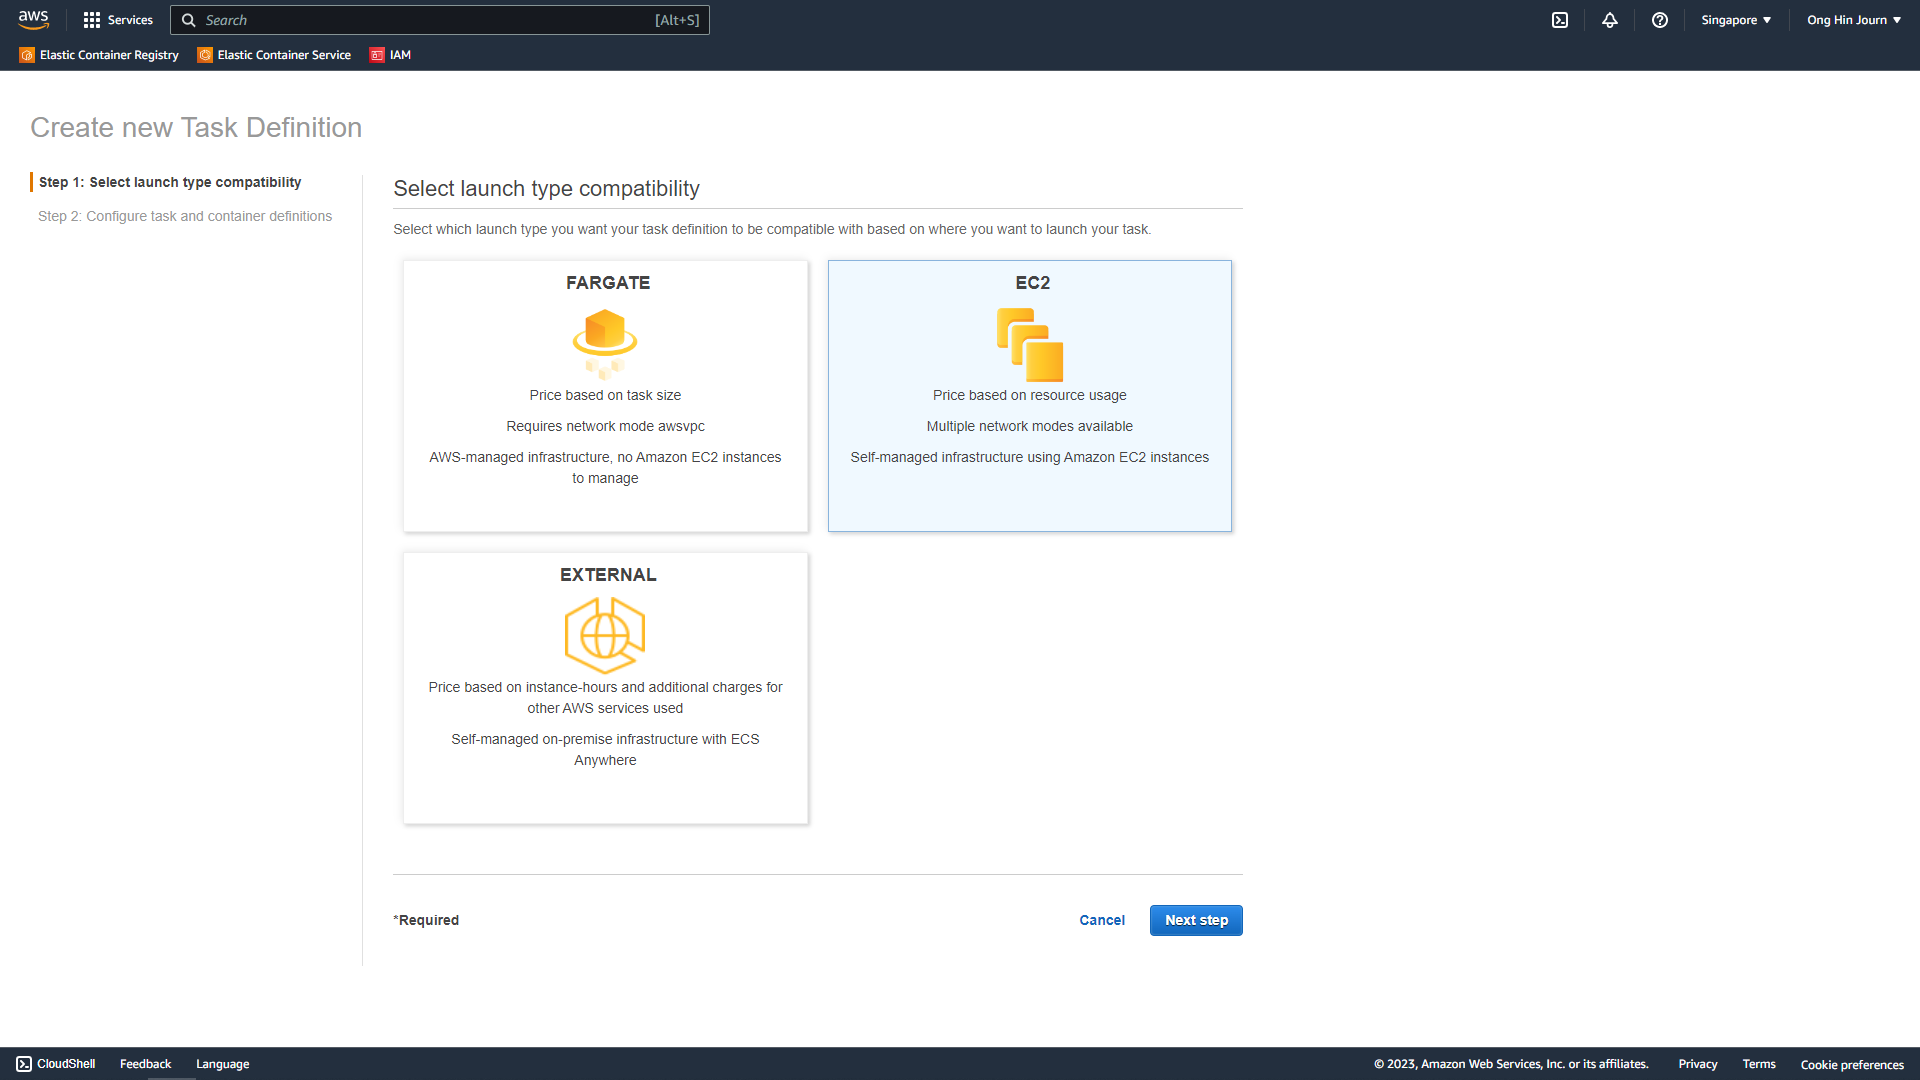 aws
Services
Search
[Alt+S]
Singapore ▼
Ong Hin Journ ▼
Elastic Container Registry
Elastic Container Service
IAM
Create new Task Definition
Step 1: Select launch type compatibility
Step 2: Configure task and container definitions
Select launch type compatibility
Select which launch type you want your task definition to be compatible with based on where you want to launch your task.
FARGATE
Price based on task size
Requires network mode awsvpc
AWS-managed infrastructure, no Amazon EC2 instances
to manage
EC2
Price based on resource usage
Multiple network modes available
Self-managed infrastructure using Amazon EC2 instances
EXTERNAL
Price based on instance-hours and additional charges for
other AWS services used
Self-managed on-premise infrastructure with ECS
Anywhere
*Required
Cancel
Next step
CloudShell
Feedback
Language
© 2023, Amazon Web Services, Inc. or its affiliates.
Privacy
Terms
Cookie preferences